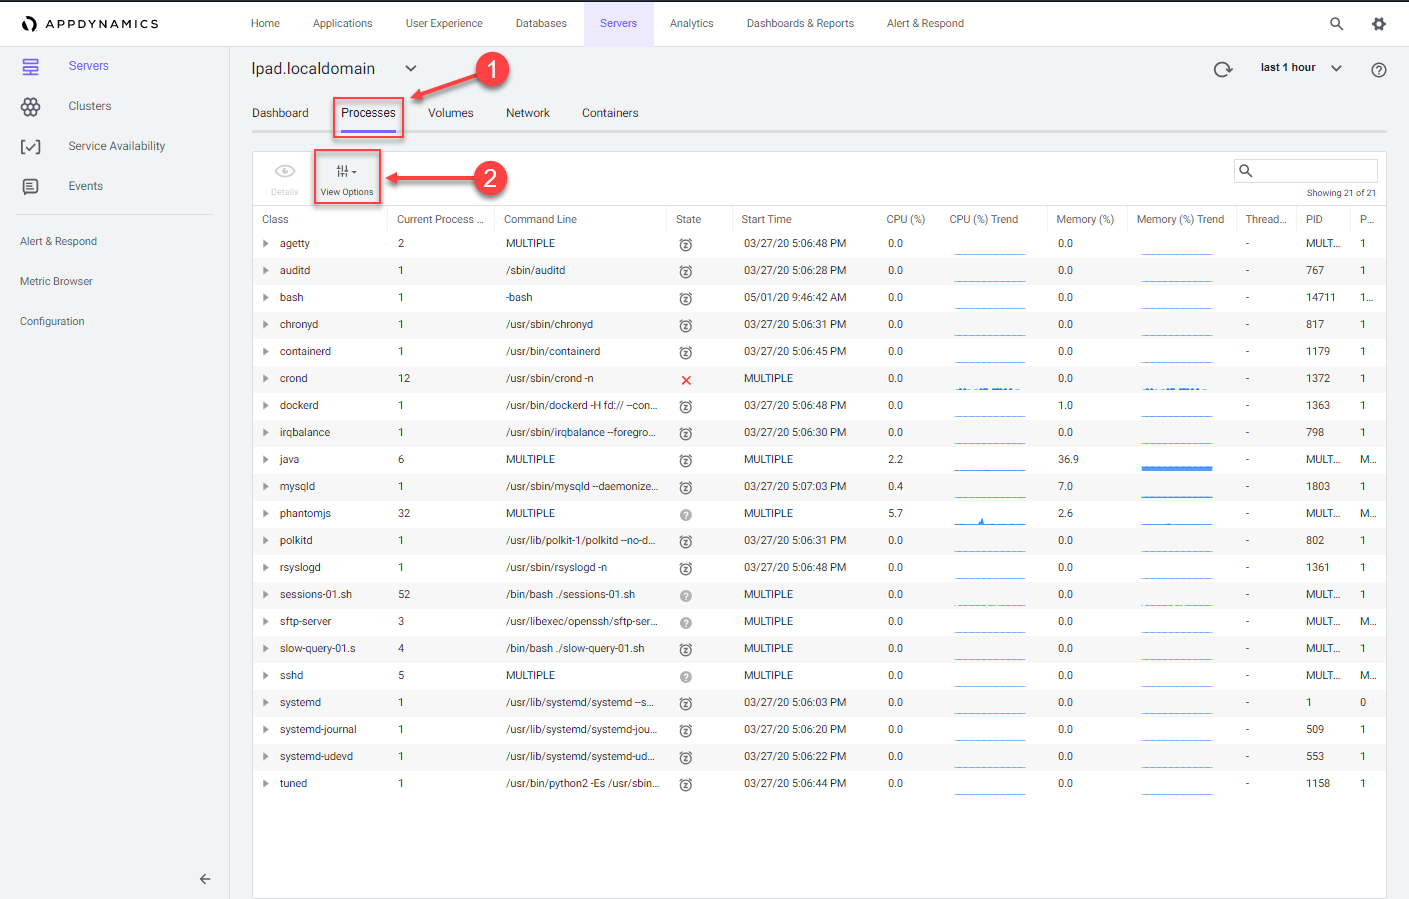 APPDYNAMICS Home Applications User Experience Databases Servers Analytics Dashboards & Reports Alert & Respond
Servers
Clusters
Service Availability
Events
Alert & Respond
Metric Browser
Configuration
lpad.localdomain last 1 hour
1
Dashboard Processes Volumes Network Containers
2
Details View Options
Showing 21 of 21
Class Current Process ... Command Line State Start Time CPU (%) CPU (%) Trend Memory (%) Memory (%) Trend Thread... PID P...
agetty 2 MULTIPLE 03/27/20 5:06:48 PM 0.0 0.0 - MULT... 1
auditd 1 /sbin/auditd 03/27/20 5:06:28 PM 0.0 0.0 - 767 1
bash 1 -bash 05/01/20 9:46:42 AM 0.0 0.0 - 14711 1...
chronyd 1 /usr/sbin/chronyd 03/27/20 5:06:31 PM 0.0 0.0 - 817 1
containerd 1 /usr/bin/containerd 03/27/20 5:06:45 PM 0.0 0.0 - 1179 1
crond 12 /usr/sbin/crond -n MULTIPLE 0.0 0.0 - 1372 1
dockerd 1 /usr/bin/dockerd -H fd:// --con... 03/27/20 5:06:48 PM 0.0 1.0 - 1363 1
irqbalance 1 /usr/sbin/irqbalance --foregro... 03/27/20 5:06:30 PM 0.0 0.0 - 798 1
java 6 MULTIPLE MULTIPLE 2.2 36.9 - MULT... M...
mysqld 1 /usr/sbin/mysqld --daemonize... 03/27/20 5:07:03 PM 0.4 7.0 - 1803 1
phantomjs 32 MULTIPLE MULTIPLE 5.7 2.6 - MULT... M...
polkitd 1 /usr/lib/polkit-1/polkitd --no-d... 03/27/20 5:06:31 PM 0.0 0.0 - 802 1
rsyslogd 1 /usr/sbin/rsyslogd -n 03/27/20 5:06:48 PM 0.0 0.0 - 1361 1
sessions-01.sh 52 /bin/bash ./sessions-01.sh MULTIPLE 0.0 0.0 - MULT... 1
sftp-server 3 /usr/libexec/openssh/sftp-ser... MULTIPLE 0.0 0.0 - MULT... M...
slow-query-01.s 4 /bin/bash ./slow-query-01.sh MULTIPLE 0.0 0.0 - MULT... 1
sshd 5 MULTIPLE MULTIPLE 0.0 0.0 - MULT... M...
systemd 1 /usr/lib/systemd/systemd --s... 03/27/20 5:06:03 PM 0.0 0.0 - 1 0
systemd-journal 1 /usr/lib/systemd/systemd-jou... 03/27/20 5:06:20 PM 0.0 0.0 - 509 1
systemd-udevd 1 /usr/lib/systemd/systemd-ud... 03/27/20 5:06:22 PM 0.0 0.0 - 553 1
tuned 1 /usr/bin/python2 -Es /usr/sbin... 03/27/20 5:06:44 PM 0.0 0.0 - 1158 1